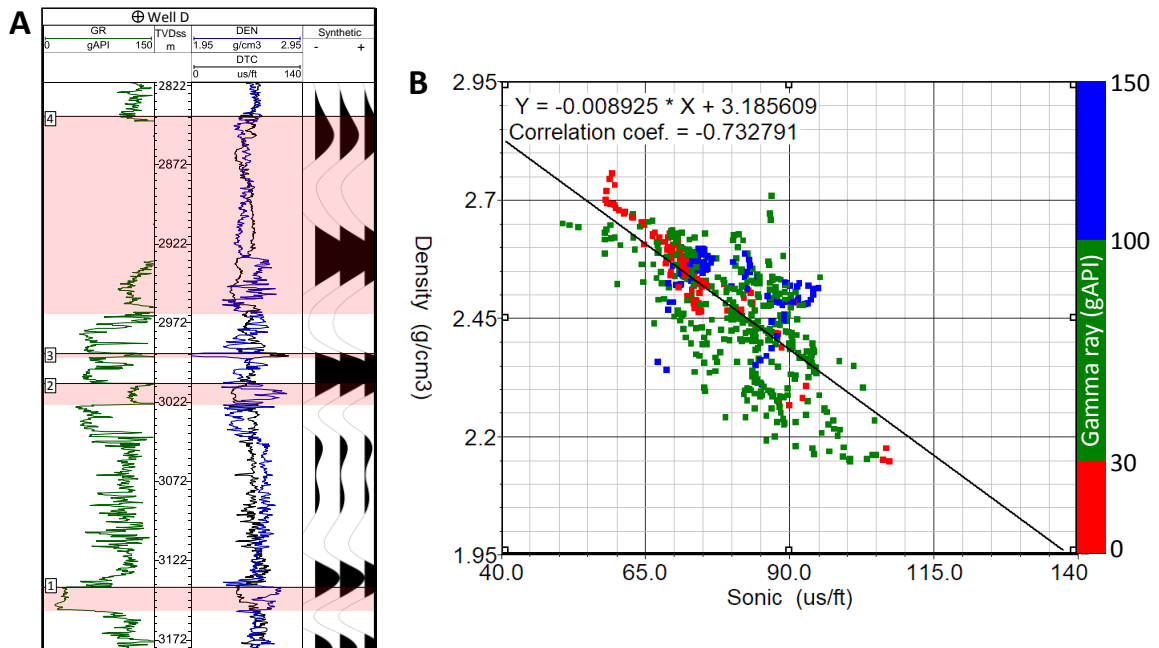 A
⊕ Well D
GR
0 gAPI 150
TVDss
m
DEN
1.95 g/cm3 2.95
DTC
0 us/ft 140
Synthetic
- +
2822
4
2872
2922
2972
3
2
3022
3072
3122
1
3172
B
2.95
2.7
2.45
2.2
1.95
Density (g/cm3)
Y = -0.008925 * X + 3.185609
Correlation coef. = -0.732791
40.0 65.0 90.0 115.0 140
Sonic (us/ft)
150
100
30
0
Gamma ray (gAPI)